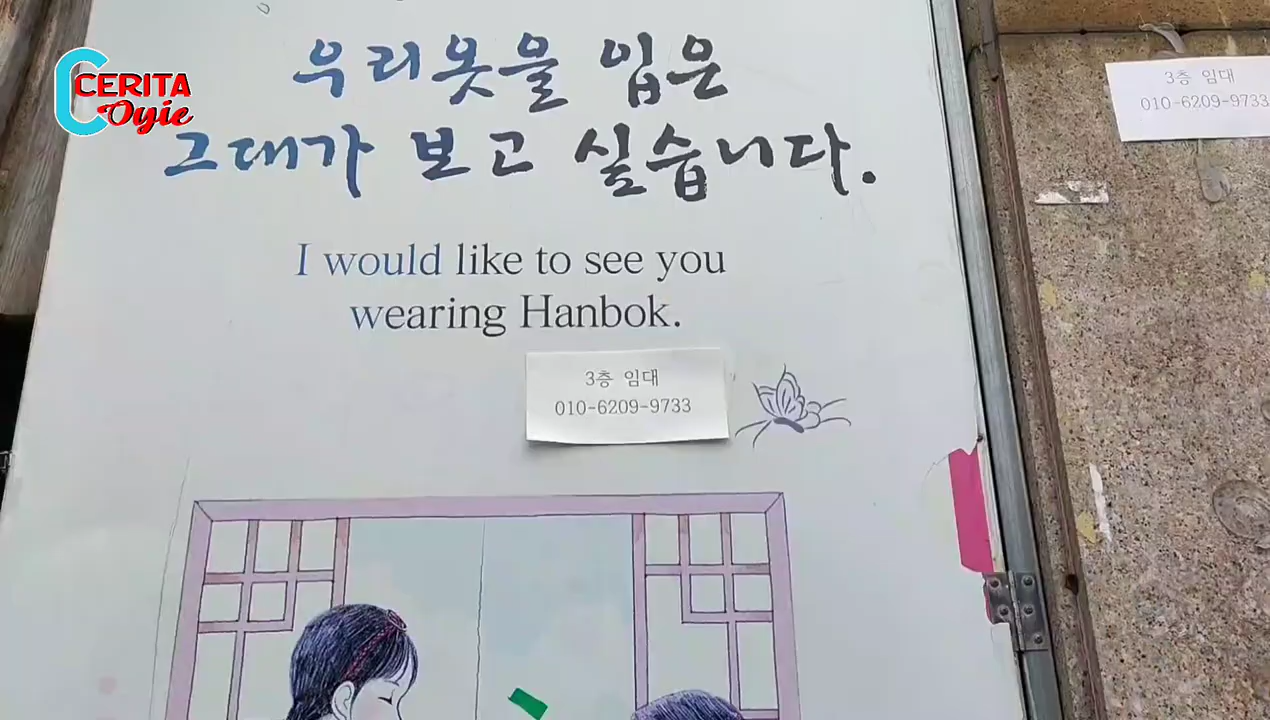 CERITA
Oyie
우리옷을 입은
그대가 보고 싶습니다.
I would like to see you
wearing Hanbok.
3층 임대
010-6209-9733
3층 임대
010-6209-9733